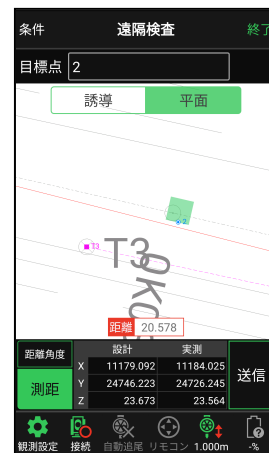 条件 遠隔検査 終了
目標点 2
誘導 平面
2
T3
T3
距離 20.578
設計 実測
距離角度
X 11179.092 11184.025
測距 Y 24746.223 24726.245 送信
Z 23.673 23.564
観測設定 接続 自動追尾 リモコン 1.000m -%